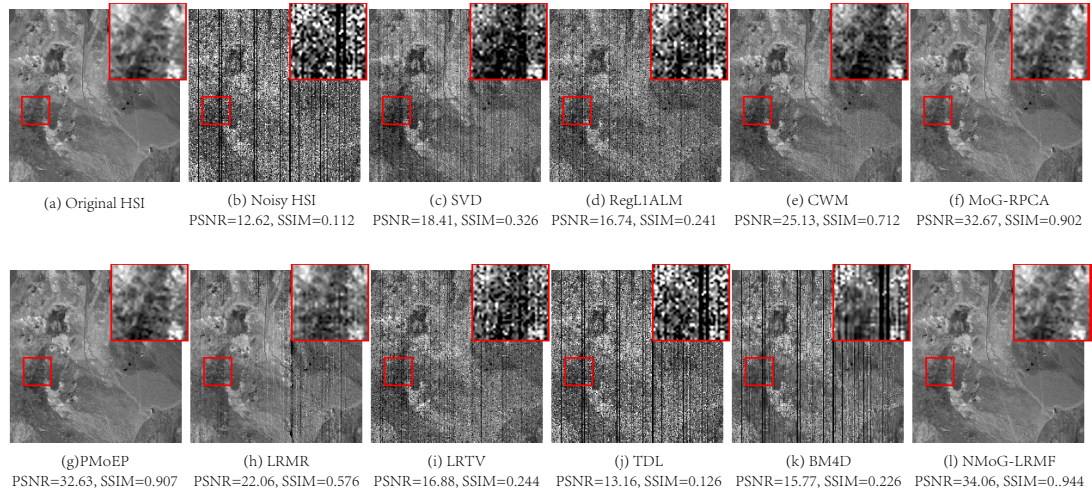 (a) Original HSI
(b) Noisy HSI
PSNR=12.62, SSIM=0.112
(c) SVD
PSNR=18.41, SSIM=0.326
(d) RegL1ALM
PSNR=16.74, SSIM=0.241
(e) CWM
PSNR=25.13, SSIM=0.712
(f) MoG-RPCA
PSNR=32.67, SSIM=0.902
(g)PMoEP
PSNR=32.63, SSIM=0.907
(h) LRMR
PSNR=22.06, SSIM=0.576
(i) LRTV
PSNR=16.88, SSIM=0.244
(j) TDL
PSNR=13.16, SSIM=0.126
(k) BM4D
PSNR=15.77, SSIM=0.226
(l) NMoG-LRMF
PSNR=34.06, SSIM=0..944